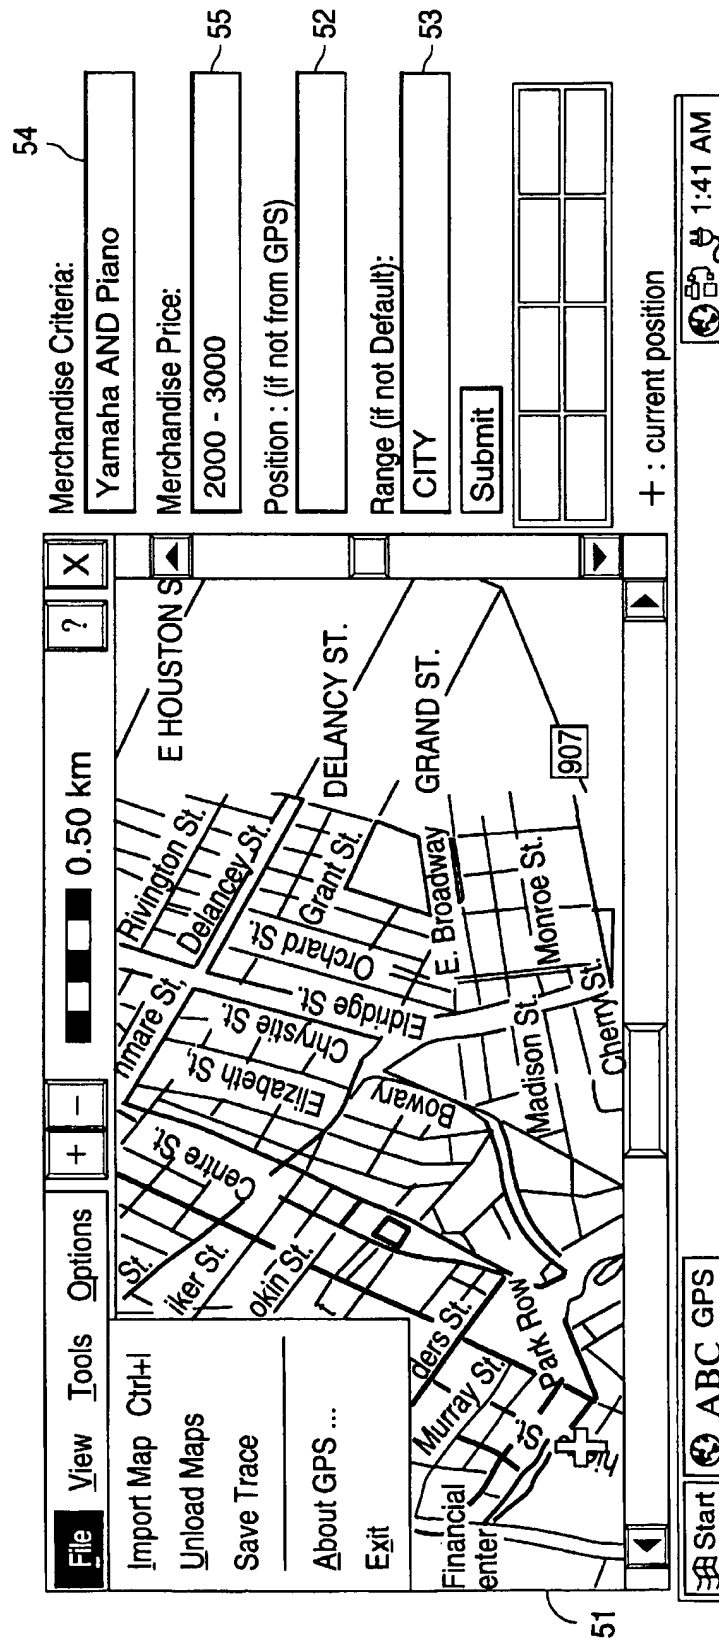 File View Tools Options + − 0.50 km ? X
Import Map Ctrl+I
Unload Maps
Save Trace
About GPS ...
Exit
St.
iker St.
okin St.
ders St.
Murray St.
St.
Park Row
Financial
enter
hi
Centre St.
nmare St,
Elizabeth St,
Chrystie St.
Eldridge St.
Orchard St.
Bowary
Rivington St.
Delancey St.
Grant St.
E. Broadway
Madison St.
Monroe St.
Cherry St.
E HOUSTON S
DELANCY ST.
GRAND ST.
907
51
54
Merchandise Criteria:
Yamaha AND Piano
55
Merchandise Price:
2000 - 3000
52
Position : (if not from GPS)
53
Range (if not Default):
CITY
Submit
+ : current position
Start ABC GPS 1:41 AM